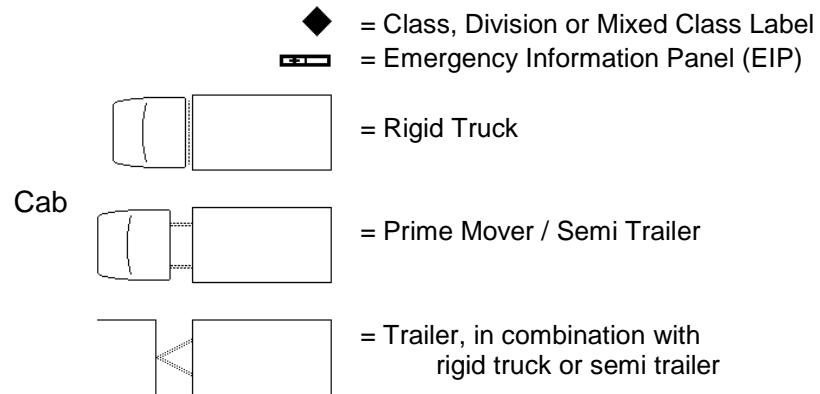 = Class, Division or Mixed Class Label
= Emergency Information Panel (EIP)
= Rigid Truck
Cab
= Prime Mover / Semi Trailer
= Trailer, in combination with
rigid truck or semi trailer